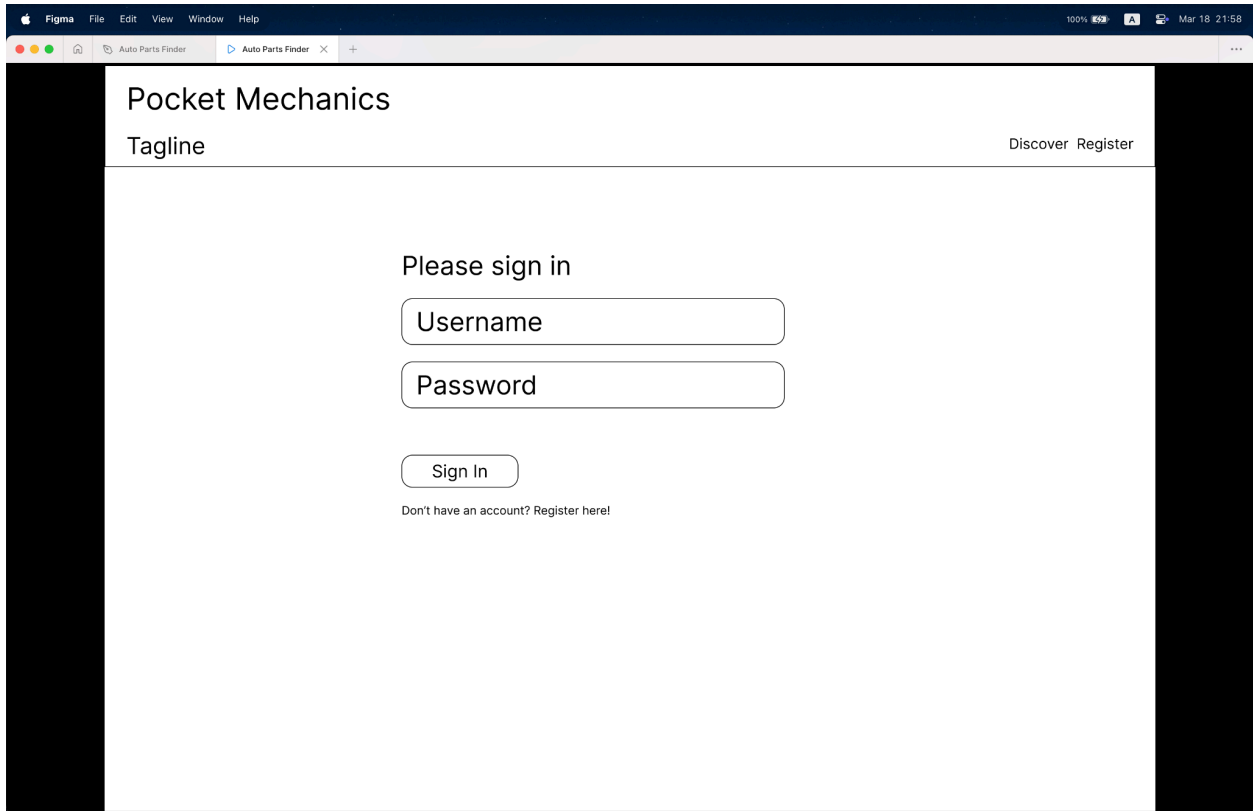 Figma File Edit View Window Help 100% A Mar 18 21:58
Auto Parts Finder Auto Parts Finder
Pocket Mechanics
Tagline
Discover Register
Please sign in
Username
Password
Sign In
Don't have an account? Register here!